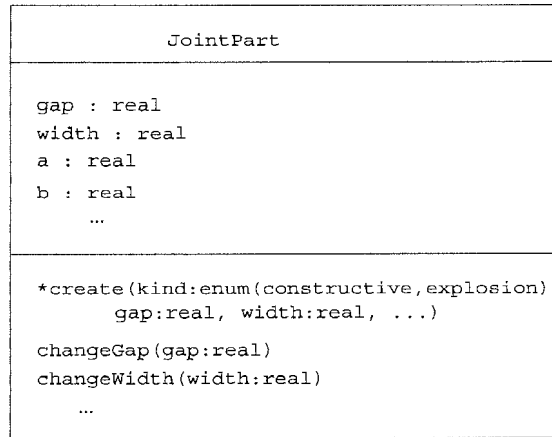 JointPart
gap : real
width : real
a : real
b : real
...
*create(kind:enum(constructive,explosion)
gap:real, width:real, ...)
changeGap(gap:real)
changeWidth(width:real)
...